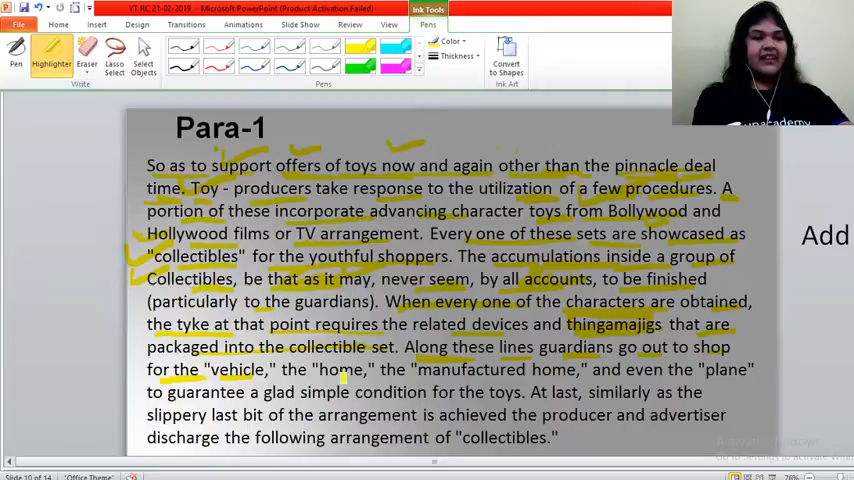 YT RC 21-02-2019 - Microsoft PowerPoint (Product Activation Failed)
Ink Tools
File Home Insert Design Transitions Animations Slide Show Review View Pens
Pen Highlighter Eraser Lasso Select Select Objects
Color
Thickness
Convert to Shapes
Write Pens Ink Art
unacademy
Para-1
So as to support offers of toys now and again other than the pinnacle deal
time. Toy - producers take response to the utilization of a few procedures. A
portion of these incorporate advancing character toys from Bollywood and
Hollywood films or TV arrangement. Every one of these sets are showcased as
"collectibles" for the youthful shoppers. The accumulations inside a group of
Collectibles, be that as it may, never seem, by all accounts, to be finished
(particularly to the guardians). When every one of the characters are obtained,
the tyke at that point requires the related devices and thingamajigs that are
packaged into the collectible set. Along these lines guardians go out to shop
for the "vehicle," the "home," the "manufactured home," and even the "plane"
to guarantee a glad simple condition for the toys. At last, similarly as the
slippery last bit of the arrangement is achieved the producer and advertiser
discharge the following arrangement of "collectibles."
Add
Slide 10 of 14 "Office Theme" 76%